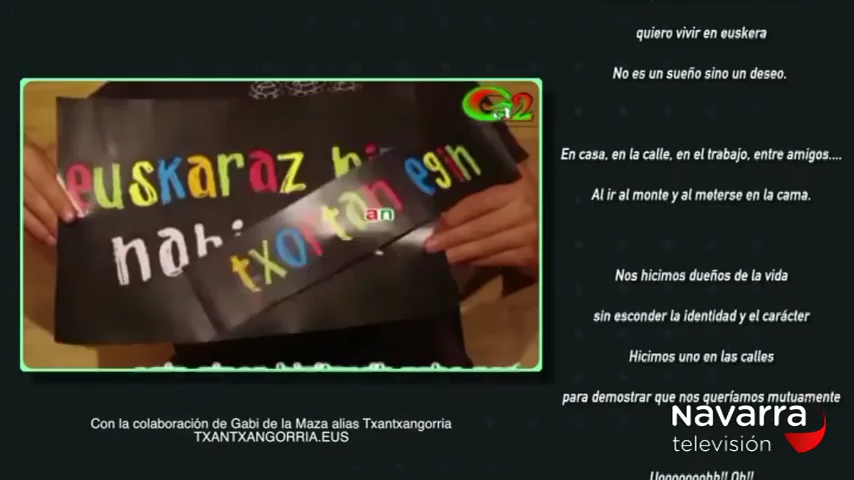 euskaraz
nahi
txortan egin
an
Con la colaboración de Gabi de la Maza alias Txantxangorria
TXANTXANGORRIA.EUS
quiero vivir en euskera
No es un sueño sino un deseo.
En casa, en la calle, en el trabajo, entre amigos....
Al ir al monte y al meterse en la cama.
Nos hicimos dueños de la vida
sin esconder la identidad y el carácter
Hicimos uno en las calles
para demostrar que nos queríamos mutuamente
Navarra
televisión